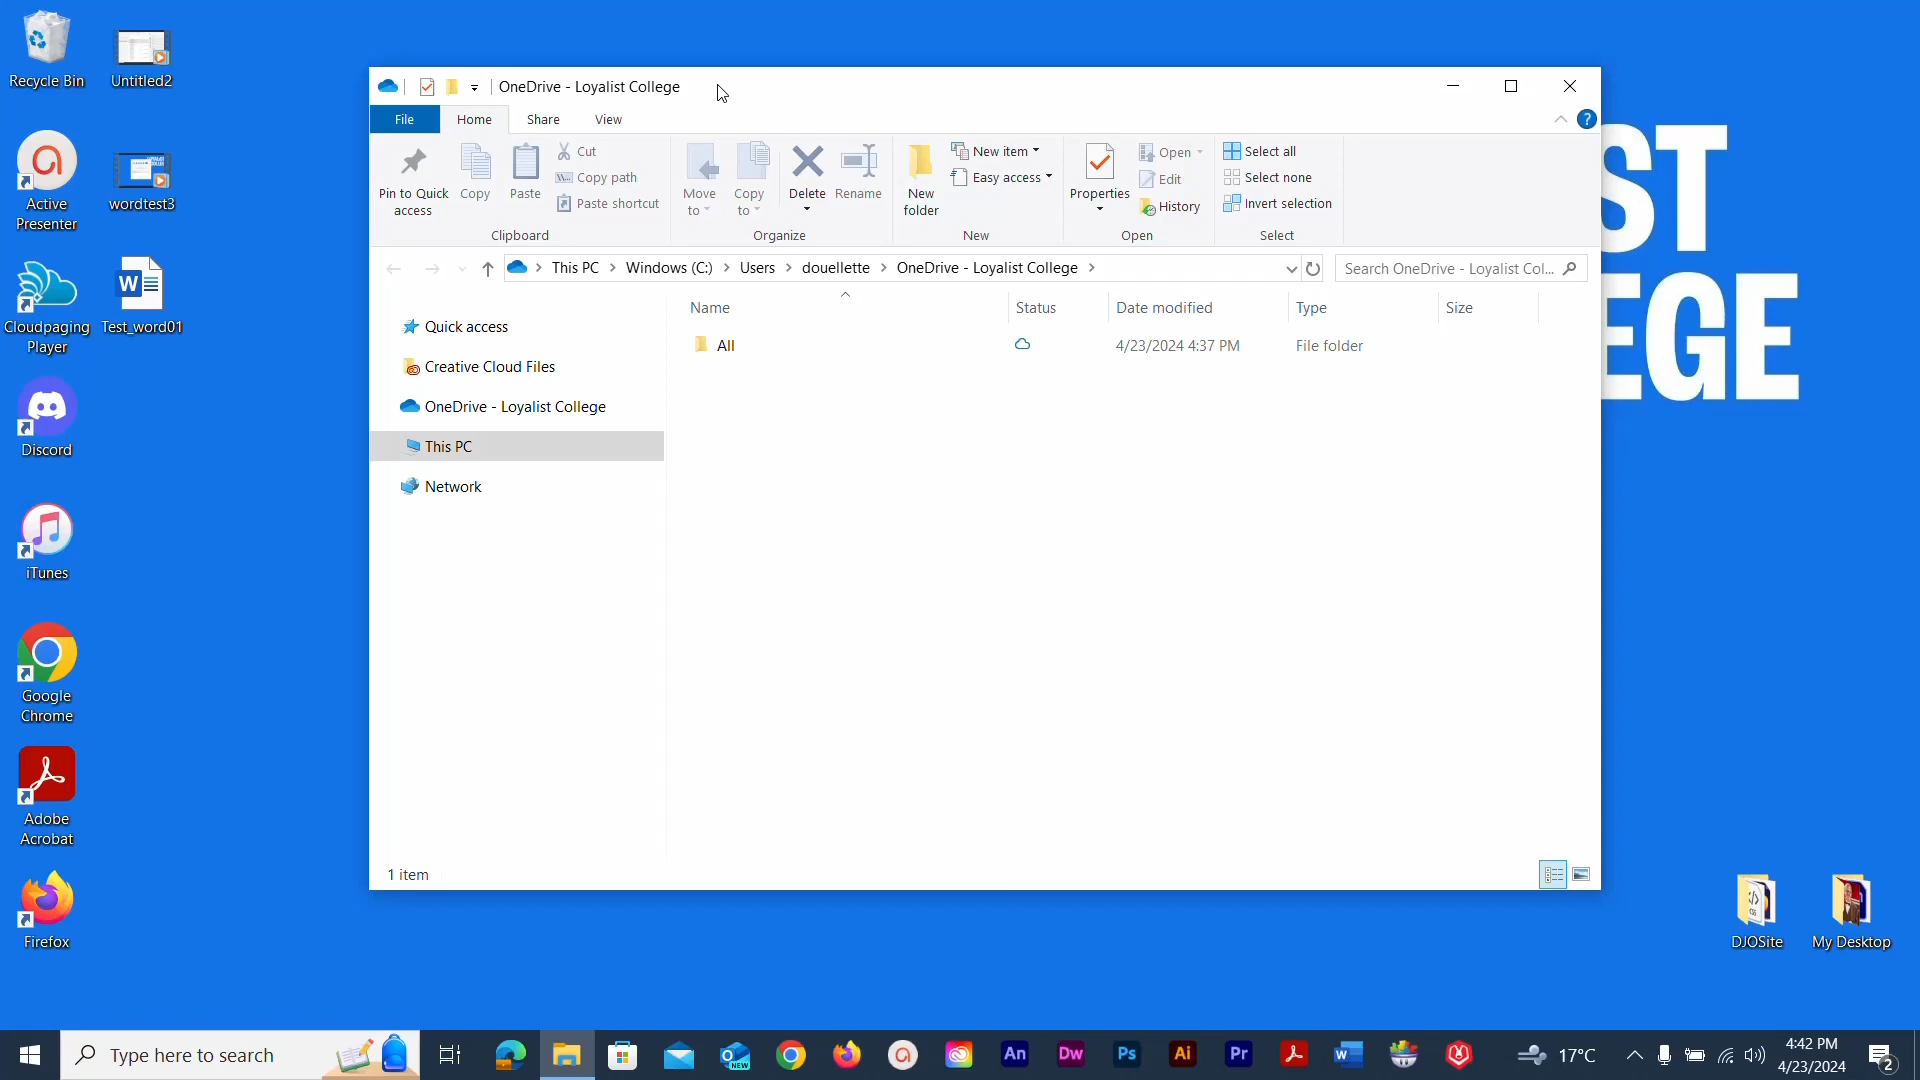 Recycle Bin
Untitled2
Active
Presenter
wordtest3
Cloudpaging
Player
Test_word01
Discord
iTunes
Google
Chrome
Adobe
Acrobat
Firefox
OneDrive - Loyalist College
File
Home
Share
View
Pin to Quick
access
Copy
Paste
Cut
Copy path
Paste shortcut
Clipboard
Move
to
Copy
to
Delete
Rename
Organize
New
folder
New item
Easy access
New
Properties
Open
Edit
History
Open
Select all
Select none
Invert selection
Select
This PC > Windows (C:) > Users > douellette > OneDrive - Loyalist College >
Search OneDrive - Loyalist Col...
Quick access
Creative Cloud Files
OneDrive - Loyalist College
This PC
Network
Name Status Date modified Type Size
All 4/23/2024 4:37 PM File folder
1 item
ST
EGE
DJOSite
My Desktop
Type here to search
NEW
An
Dw
Ps
Ai
Pr
17°C
4:42 PM
4/23/2024
2